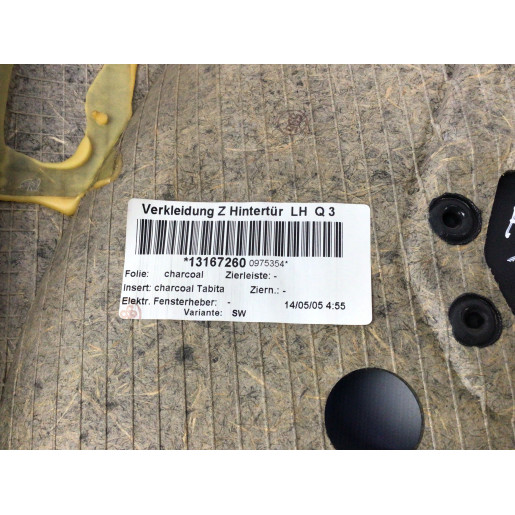 Verkleidung Z Hintertür LH Q 3
*13167260 0975354*
Folie: charcoal Zierleiste: -
Insert: charcoal Tabita Ziern.: -
Elektr. Fensterheber: - 14/05/05 4:55
Variante: SW